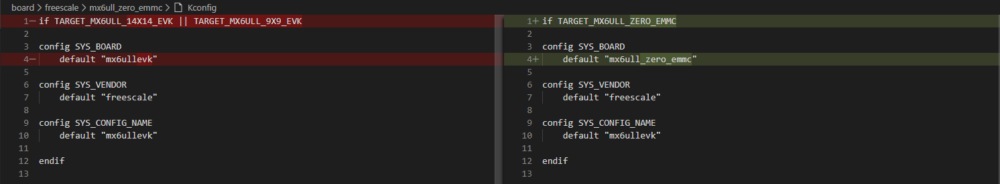 board > freescale > mx6ull_zero_emmc > Kconfig
1− if TARGET_MX6ULL_14X14_EVK || TARGET_MX6ULL_9X9_EVK
2
3 config SYS_BOARD
4− default "mx6ullevk"
5
6 config SYS_VENDOR
7 default "freescale"
8
9 config SYS_CONFIG_NAME
10 default "mx6ullevk"
11
12 endif
13
1+ if TARGET_MX6ULL_ZERO_EMMC
2
3 config SYS_BOARD
4+ default "mx6ull_zero_emmc"
5
6 config SYS_VENDOR
7 default "freescale"
8
9 config SYS_CONFIG_NAME
10 default "mx6ullevk"
11
12 endif
13